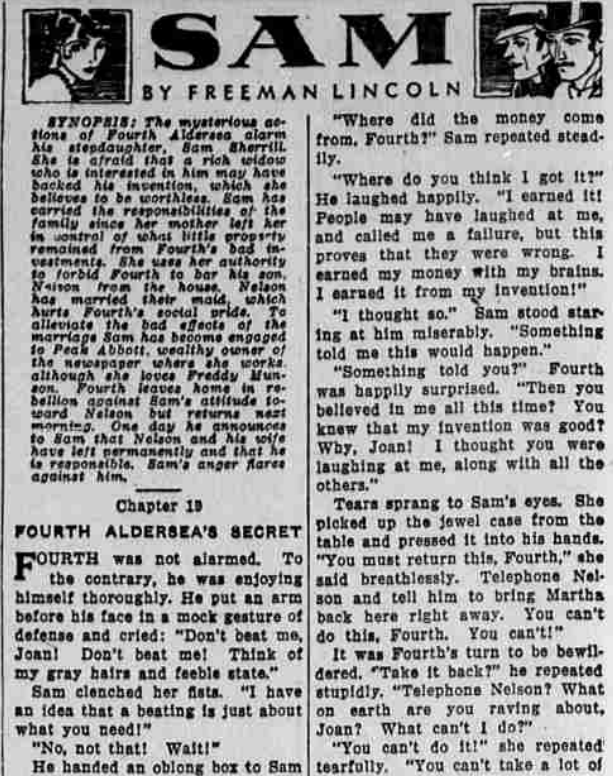 SAM
BY FREEMAN LINCOLN
SYNOPSIS: The mysterious ac-
tions of Fourth Aldersea alarm
his stepdaughter, Sam Sherrill.
She is afraid that a rich widow
who is interested in him may have
backed his invention, which she
believes to be worthless. Sam has
carried the responsibilities of the
family since her mother left her
in control of what little property
remained from Fourth's bad in-
vestments. She uses her authority
to forbid Fourth to bar his son,
Nelson from the house. Nelson
has married their maid, which
hurts Fourth's social pride. To
alleviate the bad effects of the
marriage Sam has become engaged
to Peak Abbott, wealthy owner of
the newspaper where she works,
although she loves Freddy Mun-
son. Fourth leaves home in re-
bellion against Sam's attitude to-
ward Nelson but returns next
morning. One day he announces
to Sam that Nelson and his wife
have left permanently and that he
is responsible. Sam's anger flares
against him.
Chapter 19
FOURTH ALDERSEA'S SECRET
FOURTH was not alarmed. To
the contrary, he was enjoying
himself thoroughly. He put an arm
before his face in a mock gesture of
defense and cried: "Don't beat me,
Joan! Don't beat me! Think of
my gray hairs and feeble state."
Sam clenched her fists. "I have
an idea that a beating is just about
what you need!"
"No, not that! Wait!"
He handed an oblong box to Sam
"Where did the money come
from, Fourth?" Sam repeated stead-
ily.
"Where do you think I got it?"
He laughed happily. "I earned it!
People may have laughed at me,
and called me a failure, but this
proves that they were wrong. I
earned my money with my brains.
I earned it from my invention!"
"I thought so." Sam stood star-
ing at him miserably. "Something
told me this would happen."
"Something told you?" Fourth
was happily surprised. "Then you
believed in me all this time? You
knew that my invention was good?
Why, Joan! I thought you were
laughing at me, along with all the
others."
Tears sprang to Sam's eyes. She
picked up the jewel case from the
table and pressed it into his hands.
"You must return this, Fourth," she
said breathlessly. Telephone Nel-
son and tell him to bring Martha
back here right away. You can't
do this, Fourth. You can't!"
It was Fourth's turn to be bewil-
dered. "Take it back?" he repeated
stupidly. "Telephone Nelson? What
on earth are you raving about,
Joan? What can't I do?"
"You can't do it!" she repeated
tearfully. "You can't take a lot of